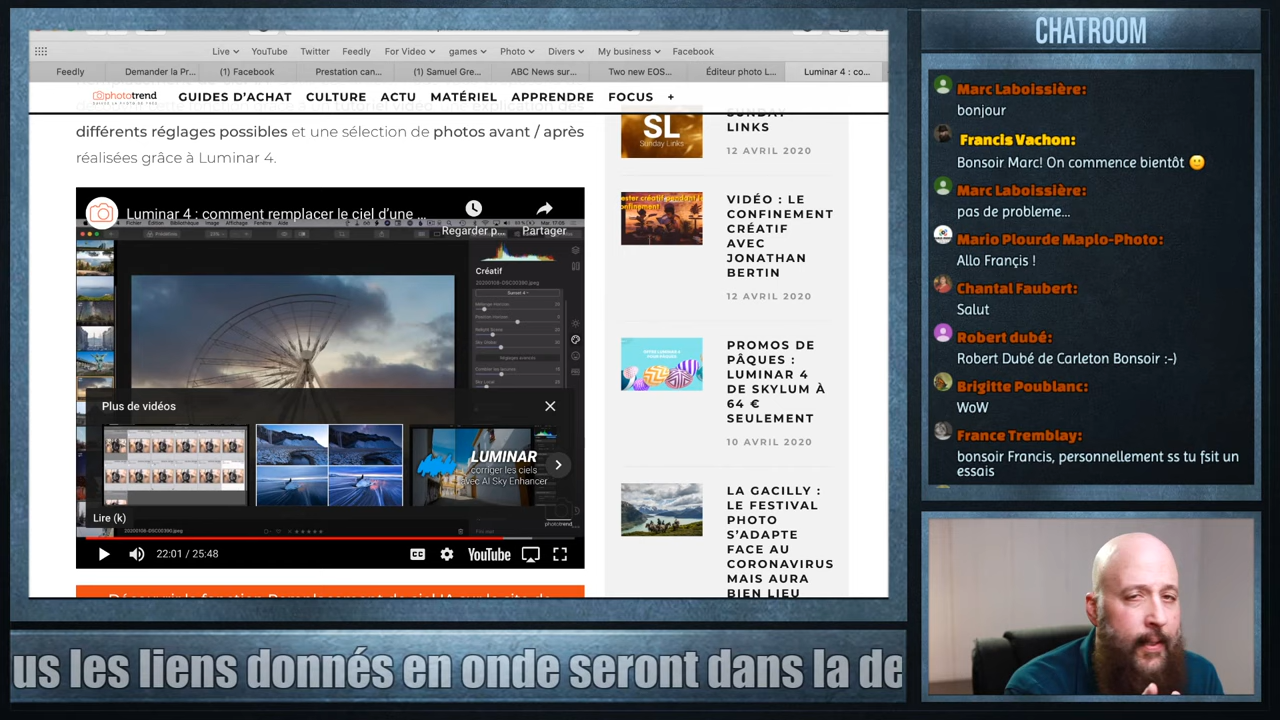 Live YouTube Twitter Feedly For Video games Photo Divers My business Facebook
Feedly Demander la Pr... (1) Facebook Prestation can... (1) Samuel Gre... ABC News sur... Two new EOS... Éditeur photo L... Luminar 4 : co...
phototrend GUIDES D'ACHAT CULTURE ACTU MATÉRIEL APPRENDRE FOCUS +
différents réglages possibles et une sélection de photos avant / après
réalisées grâce à Luminar 4.
Luminar 4 : comment remplacer le ciel d'une ...
Regarder p... Partager...
Créatif
Plus de vidéos
LUMINAR
corriger les ciels
avec AI Sky Enhancer
Lire (k)
phototrend
22:01 / 25:48
CC YouTube
SL
Sunday Links
SUNDAY
LINKS
12 AVRIL 2020
VIDÉO : LE
CONFINEMENT
CRÉATIF
AVEC
JONATHAN
BERTIN
12 AVRIL 2020
PROMOS DE
PÂQUES :
LUMINAR 4
DE SKYLUM À
64 €
SEULEMENT
10 AVRIL 2020
LA GACILLY :
LE FESTIVAL
PHOTO
S'ADAPTE
FACE AU
CORONAVIRUS
MAIS AURA
BIEN LIEU
CHATROOM
Marc Laboissière:
bonjour
Francis Vachon:
Bonsoir Marc! On commence bientôt 🙂
Marc Laboissière:
pas de probleme...
Mario Plourde Maplo-Photo:
Allo Françis !
Chantal Faubert:
Salut
Robert dubé:
Robert Dubé de Carleton Bonsoir :-)
Brigitte Poublanc:
WoW
France Tremblay:
bonsoir Francis, personnellement ss tu fsit un
essais
us les liens donnés en onde seront dans la de